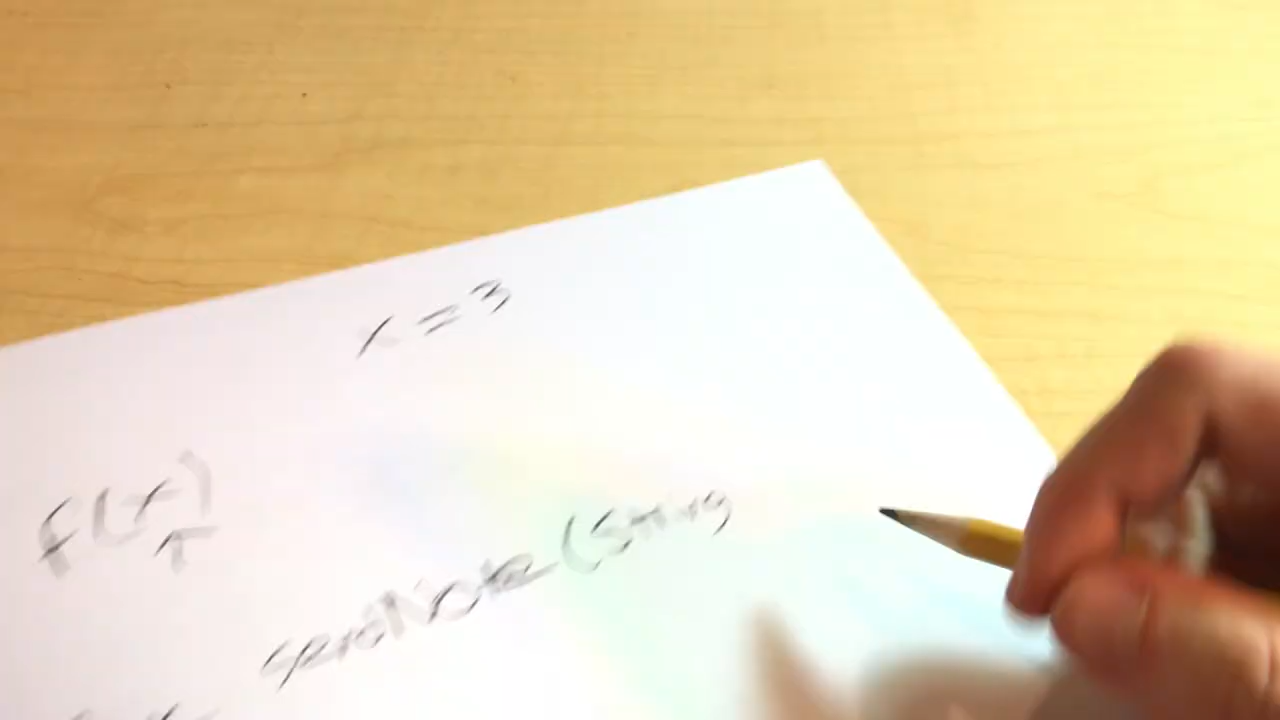 x = 3
f(x)
sendNote(String